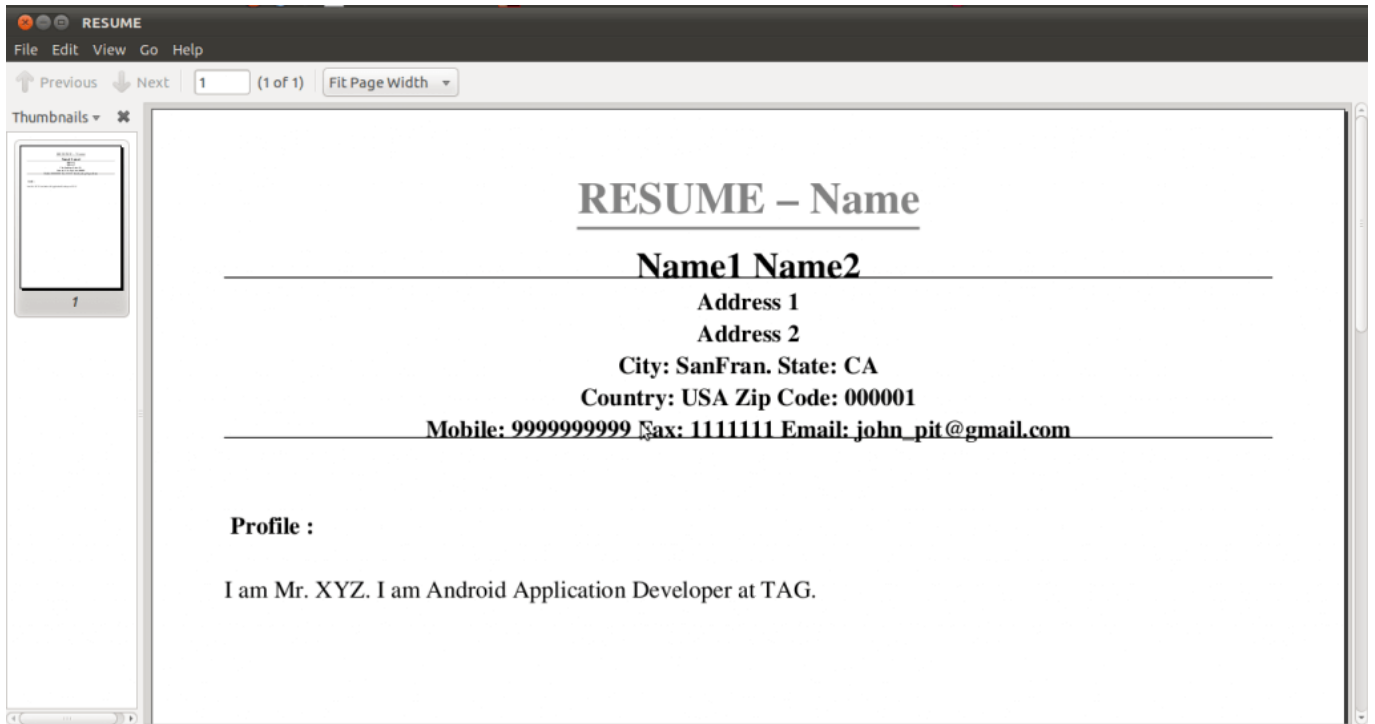 RESUME
File Edit View Go Help
Previous Next 1 (1 of 1) Fit Page Width
Thumbnails
1
RESUME – Name
Name1 Name2
Address 1
Address 2
City: SanFran. State: CA
Country: USA Zip Code: 000001
Mobile: 9999999999 Fax: 1111111 Email: john_pit@gmail.com
Profile :
I am Mr. XYZ. I am Android Application Developer at TAG.